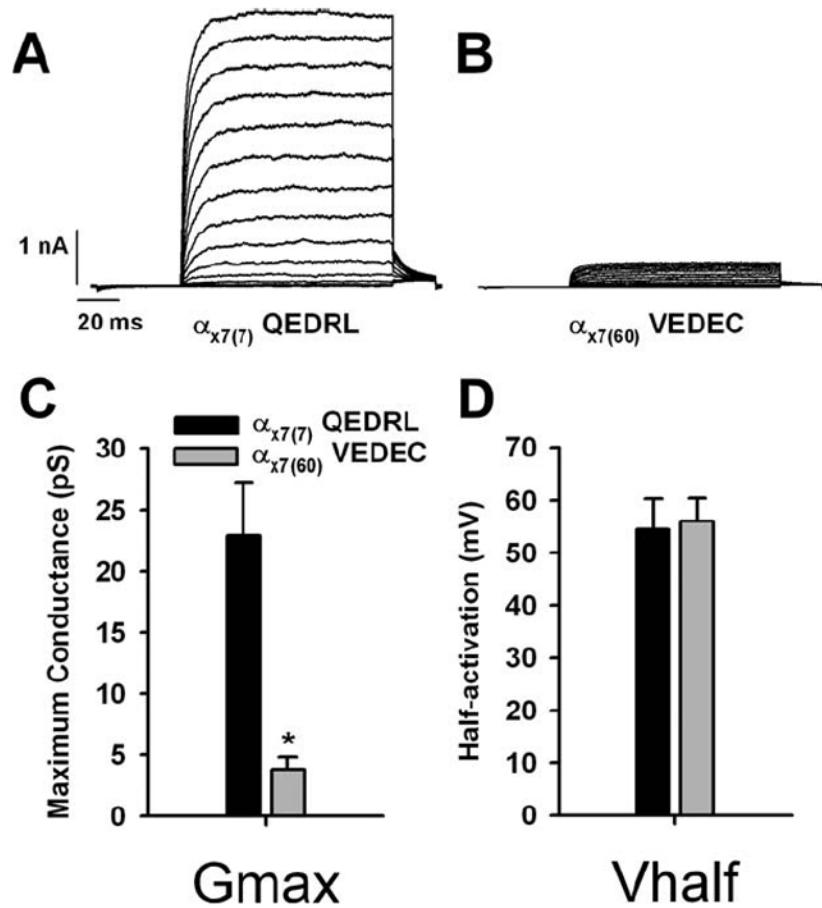 A
B
1 nA
20 ms
αx7(7) QEDRL
αx7(60) VEDEC
C
D
αx7(7) QEDRL
αx7(60) VEDEC
Maximum Conductance (pS)
30
25
20
15
10
5
0
*
Gmax
Half-activation (mV)
70
60
50
40
30
20
10
0
Vhalf